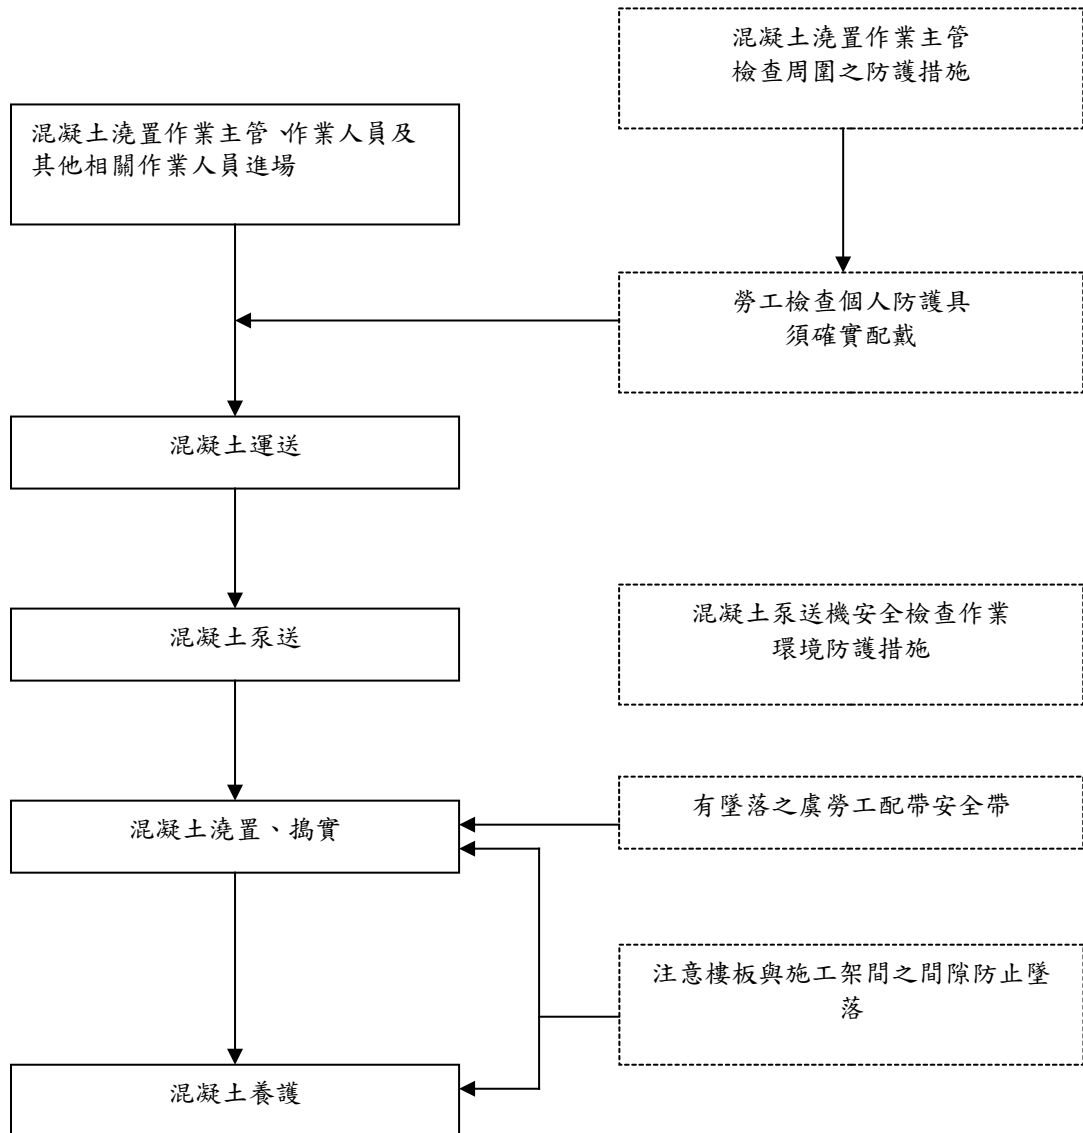 混凝土澆置作業主管
檢查周圍之防護措施
混凝土澆置作業主管、作業人員及
其他相關作業人員進場
勞工檢查個人防護具
須確實配戴
混凝土運送
混凝土泵送
混凝土泵送機安全檢查作業
環境防護措施
混凝土澆置、搗實
有墜落之虞勞工配帶安全帶
注意樓板與施工架間之間隙防止墜
落
混凝土養護